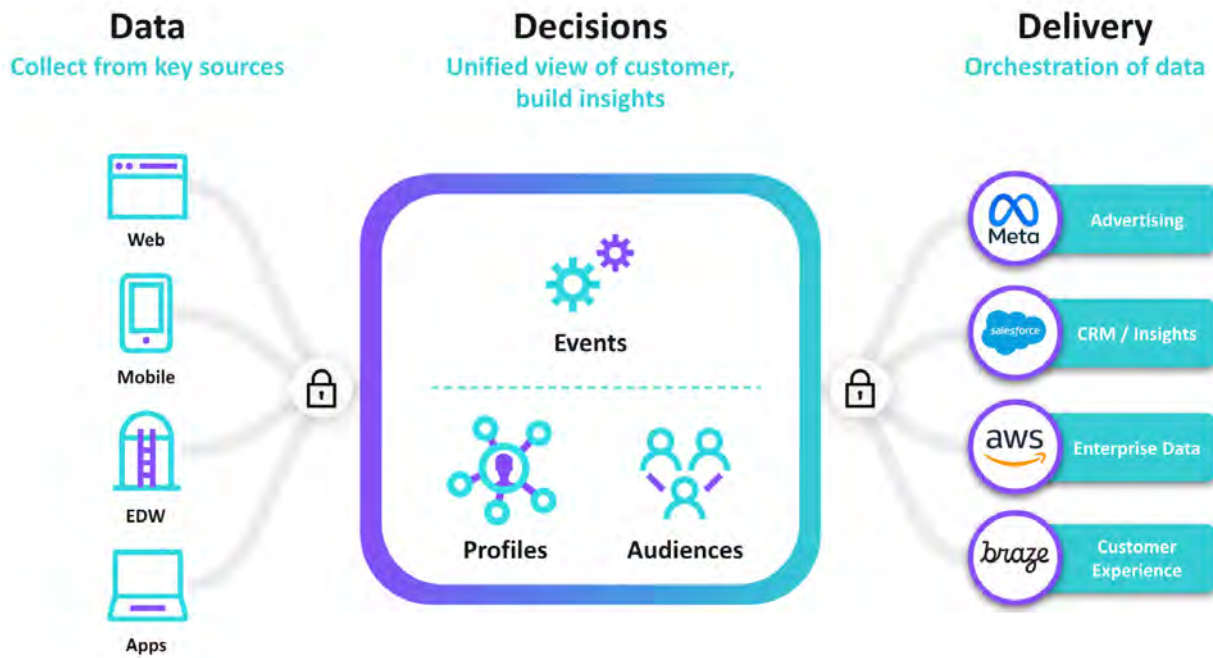 Data
Collect from key sources
Web
Mobile
EDW
Apps
Decisions
Unified view of customer,
build insights
Events
Profiles
Audiences
Delivery
Orchestration of data
Meta
Advertising
salesforce
CRM / Insights
aws
Enterprise Data
braze
Customer
Experience